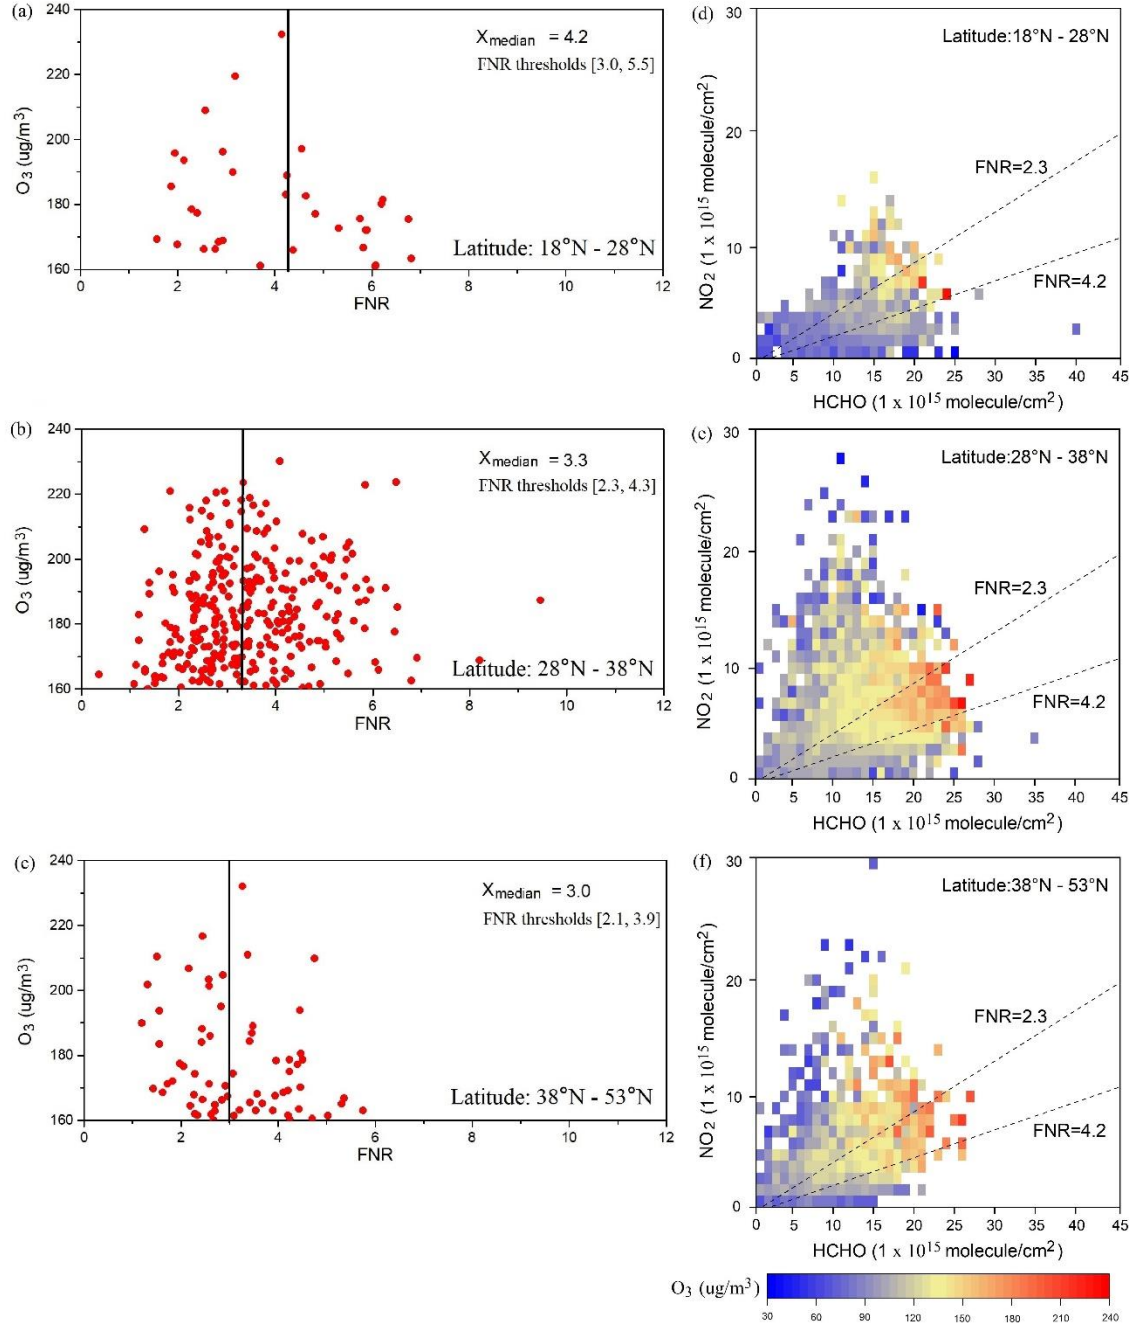 (a)
240
220
200
180
160
O3 (ug/m3)
Xmedian = 4.2
FNR thresholds [3.0, 5.5]
Latitude: 18°N - 28°N
0 2 4 6 8 10 12
FNR
(d)
30
20
10
0
NO2 (1 x 10^15 molecule/cm2)
Latitude:18°N - 28°N
FNR=2.3
FNR=4.2
0 5 10 15 20 25 30 35 40 45
HCHO (1 x 10^15 molecule/cm2)
(b)
240
220
200
180
160
O3 (ug/m3)
Xmedian = 3.3
FNR thresholds [2.3, 4.3]
Latitude: 28°N - 38°N
0 2 4 6 8 10 12
FNR
(e)
30
20
10
0
NO2 (1 x 10^15 molecule/cm2)
Latitude:28°N - 38°N
FNR=2.3
FNR=4.2
0 5 10 15 20 25 30 35 40 45
HCHO (1 x 10^15 molecule/cm2)
(c)
240
220
200
180
160
O3 (ug/m3)
Xmedian = 3.0
FNR thresholds [2.1, 3.9]
Latitude: 38°N - 53°N
0 2 4 6 8 10 12
FNR
(f)
30
20
10
0
NO2 (1 x 10^15 molecule/cm2)
Latitude:38°N - 53°N
FNR=2.3
FNR=4.2
0 5 10 15 20 25 30 35 40 45
HCHO (1 x 10^15 molecule/cm2)
O3 (ug/m3)
30 60 90 120 150 180 210 240